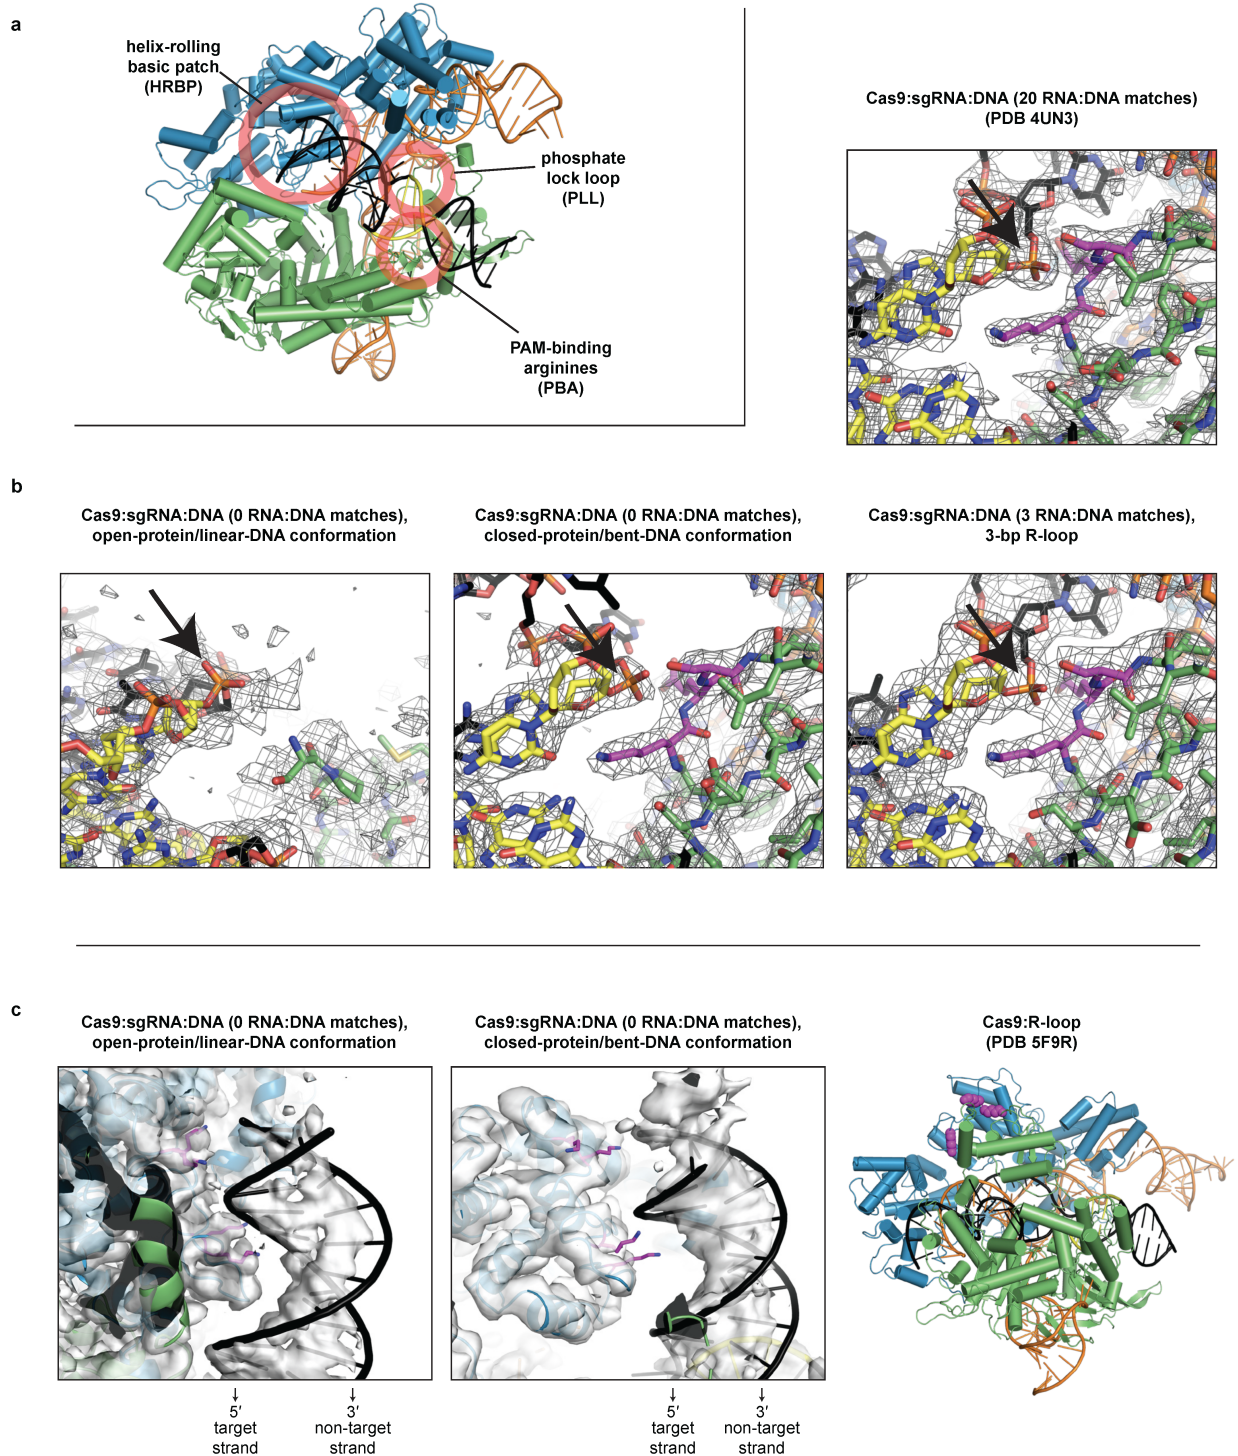 a
helix-rolling
basic patch
(HRBP)
phosphate
lock loop
(PLL)
PAM-binding
arginines
(PBA)
Cas9:sgRNA:DNA (20 RNA:DNA matches)
(PDB 4UN3)
b
Cas9:sgRNA:DNA (0 RNA:DNA matches),
open-protein/linear-DNA conformation
Cas9:sgRNA:DNA (0 RNA:DNA matches),
closed-protein/bent-DNA conformation
Cas9:sgRNA:DNA (3 RNA:DNA matches),
3-bp R-loop
c
Cas9:sgRNA:DNA (0 RNA:DNA matches),
open-protein/linear-DNA conformation
Cas9:sgRNA:DNA (0 RNA:DNA matches),
closed-protein/bent-DNA conformation
Cas9:R-loop
(PDB 5F9R)
5′
target
strand
3′
non-target
strand
5′
target
strand
3′
non-target
strand